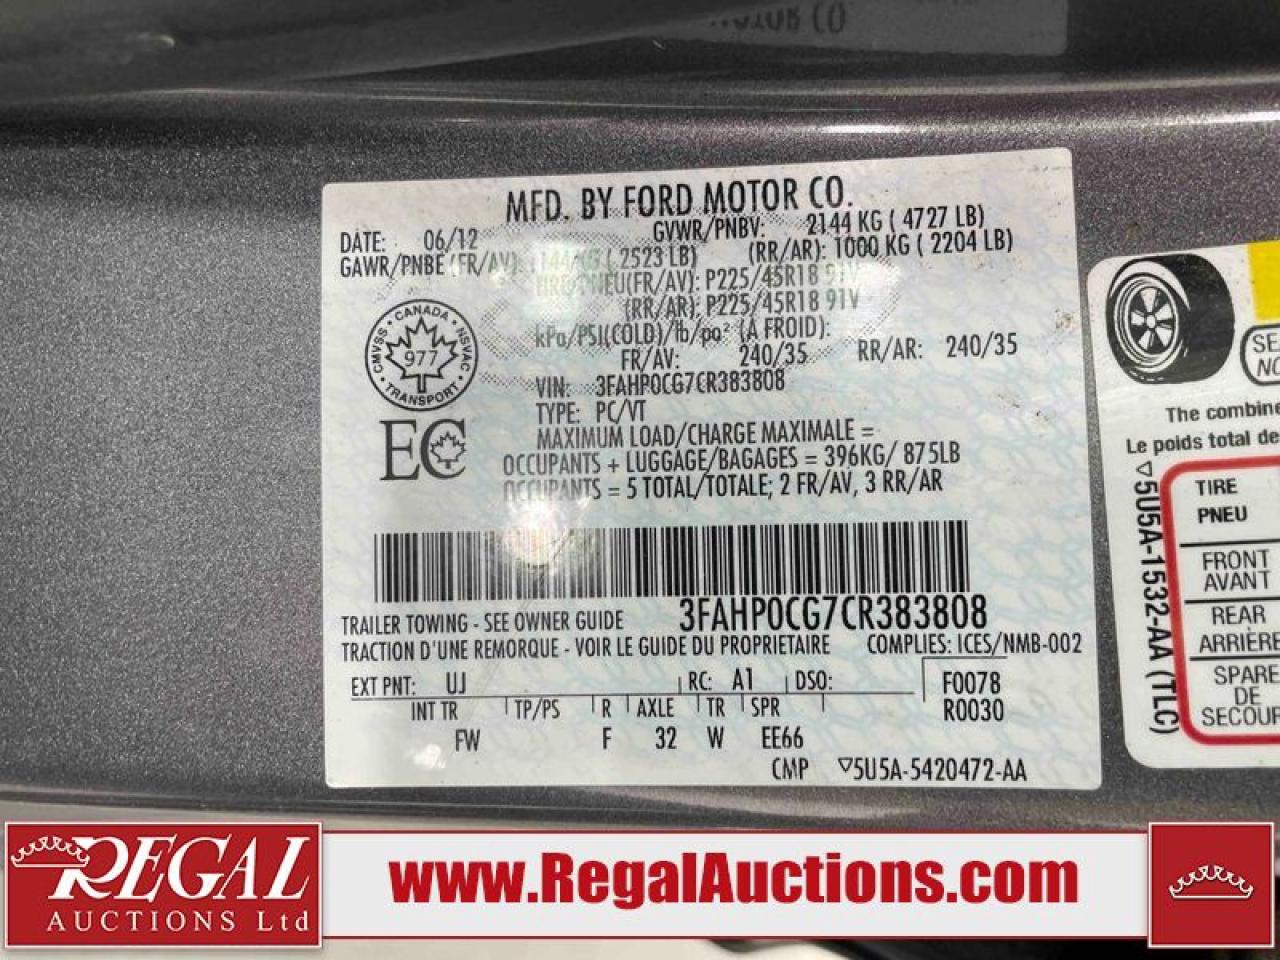 MOTOR CO
MFD. BY FORD MOTOR CO.
DATE: 06/12 GVWR/PNBV: 2144 KG ( 4727 LB)
GAWR/PNBE (FR/AV): 1144KG ( 2523 LB) (RR/AR): 1000 KG ( 2204 LB)
(FR/AV): P225/45R18 91V
(RR/AR): P225/45R18 91V
kPa/PSI(COLD)/lb/po² (A FROID):
FR/AV: 240/35 RR/AR: 240/35
VIN: 3FAHP0CG7CR383808
TYPE: PC/VT
MAXIMUM LOAD/CHARGE MAXIMALE =
OCCUPANTS + LUGGAGE/BAGAGES = 396KG/ 875LB
OCCUPANTS = 5 TOTAL/TOTALE; 2 FR/AV, 3 RR/AR
CANADA
CMVSS • NSVAC
977
TRANSPORT
EC
3FAHP0CG7CR383808
TRAILER TOWING - SEE OWNER GUIDE
TRACTION D'UNE REMORQUE - VOIR LE GUIDE DU PROPRIETAIRE COMPLIES: ICES/NMB-002
EXT PNT: UJ RC: A1 DSO: F0078
INT TR TP/PS R AXLE TR SPR R0030
FW F 32 W EE66
CMP ▽5U5A-5420472-AA
SEA
NO
The combine
Le poids total de
▽5U5A-1532-AA (TLC)
TIRE
PNEU
FRONT
AVANT
REAR
ARRIÈRE
SPARE
DE
SECOUR
REGAL
AUCTIONS Ltd
www.RegalAuctions.com